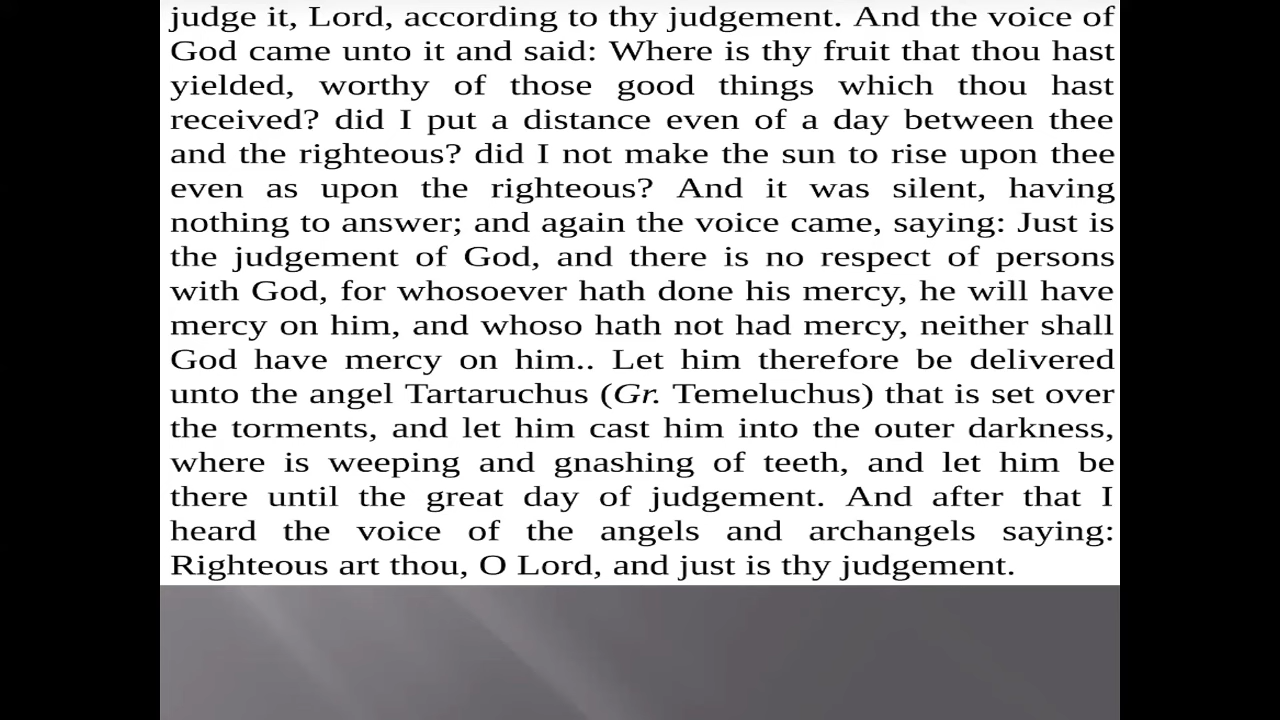 judge it, Lord, according to thy judgement. And the voice of
God came unto it and said: Where is thy fruit that thou hast
yielded, worthy of those good things which thou hast
received? did I put a distance even of a day between thee
and the righteous? did I not make the sun to rise upon thee
even as upon the righteous? And it was silent, having
nothing to answer; and again the voice came, saying: Just is
the judgement of God, and there is no respect of persons
with God, for whosoever hath done his mercy, he will have
mercy on him, and whoso hath not had mercy, neither shall
God have mercy on him.. Let him therefore be delivered
unto the angel Tartaruchus (Gr. Temeluchus) that is set over
the torments, and let him cast him into the outer darkness,
where is weeping and gnashing of teeth, and let him be
there until the great day of judgement. And after that I
heard the voice of the angels and archangels saying:
Righteous art thou, O Lord, and just is thy judgement.